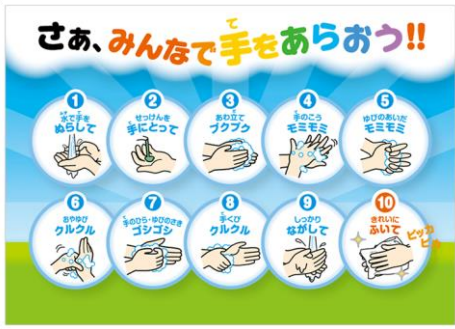 さぁ、みんなで手をあらおう!!
て
1
水で手を
みず て
ぬらして
2
せっけんを
手にとって
3
あわ立て
ブクブク
4
手のこう
モミモミ
5
ゆびのあいだ
モミモミ
6
おやゆび
クルクル
7
手のひら・ゆびのさき
ゴシゴシ
8
手くび
クルクル
9
しっかり
ながして
10
きれいに
ふいて
ピッカ
ピカ